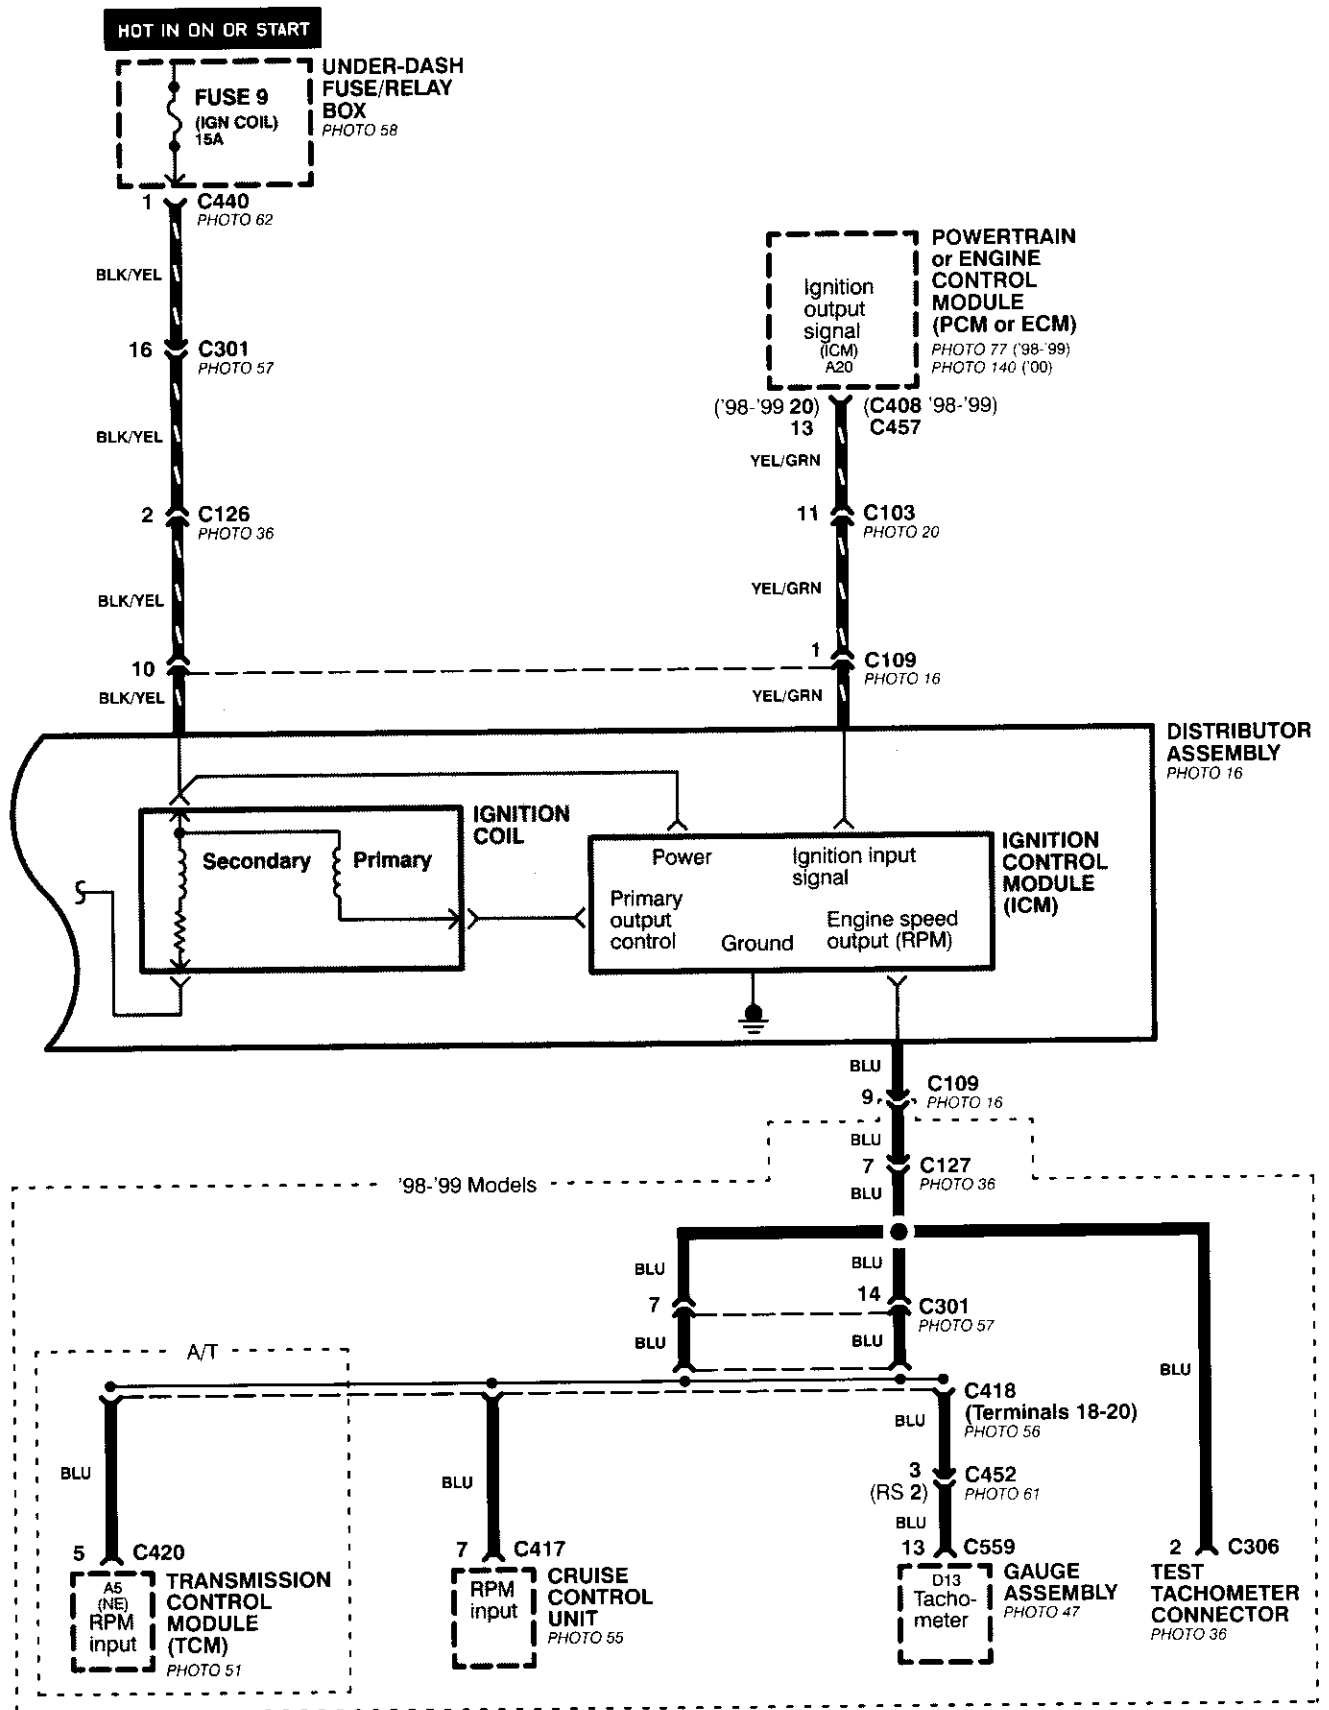 HOT IN ON OR START
UNDER-DASH
FUSE/RELAY
BOX
PHOTO 58
FUSE 9
(IGN COIL)
15A
1
C440
PHOTO 62
BLK/YEL
16
C301
PHOTO 57
BLK/YEL
2
C126
PHOTO 36
BLK/YEL
10
BLK/YEL
POWERTRAIN
or ENGINE
CONTROL
MODULE
(PCM or ECM)
PHOTO 77 ('98-'99)
PHOTO 140 ('00)
Ignition
output
signal
(ICM)
A20
('98-'99 20)
(C408 '98-'99)
13
C457
YEL/GRN
11
C103
PHOTO 20
YEL/GRN
1
C109
PHOTO 16
YEL/GRN
DISTRIBUTOR
ASSEMBLY
PHOTO 16
IGNITION
COIL
Secondary
Primary
IGNITION
CONTROL
MODULE
(ICM)
Power
Ignition input
signal
Primary
output
control
Ground
Engine speed
output (RPM)
BLU
9
C109
PHOTO 16
BLU
7
C127
PHOTO 36
BLU
'98-'99 Models
BLU
BLU
7
14
C301
PHOTO 57
BLU
BLU
BLU
A/T
C418
(Terminals 18-20)
PHOTO 56
BLU
BLU
BLU
3
(RS 2)
C452
PHOTO 61
BLU
5
C420
7
C417
13
C559
2
C306
A5
(NE)
RPM
input
TRANSMISSION
CONTROL
MODULE
(TCM)
PHOTO 51
RPM
input
CRUISE
CONTROL
UNIT
PHOTO 55
D13
Tacho-
meter
GAUGE
ASSEMBLY
PHOTO 47
TEST
TACHOMETER
CONNECTOR
PHOTO 36